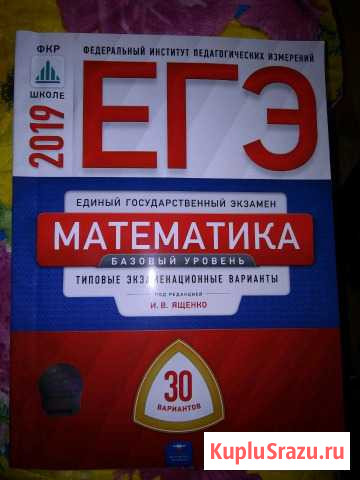 ФКР
ШКОЛЕ
ФЕДЕРАЛЬНЫЙ ИНСТИТУТ ПЕДАГОГИЧЕСКИХ ИЗМЕРЕНИЙ
2019
ЕГЭ
ЕДИНЫЙ ГОСУДАРСТВЕННЫЙ ЭКЗАМЕН
МАТЕМАТИКА
БАЗОВЫЙ УРОВЕНЬ
ТИПОВЫЕ ЭКЗАМЕНАЦИОННЫЕ ВАРИАНТЫ
ПОД РЕДАКЦИЕЙ
И. В. ЯЩЕНКО
30
ВАРИАНТОВ
KupluSrazu.ru